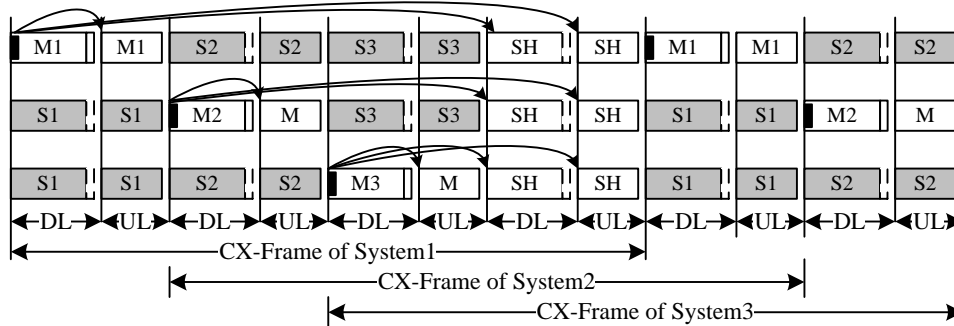 M1 M1 S2 S2 S3 S3 SH SH M1 M1 S2 S2
S1 S1 M2 M S3 S3 SH SH S1 S1 M2 M
S1 S1 S2 S2 M3 M SH SH S1 S1 S2 S2
DL UL DL UL DL UL DL UL DL UL DL UL
CX-Frame of System1
CX-Frame of System2
CX-Frame of System3